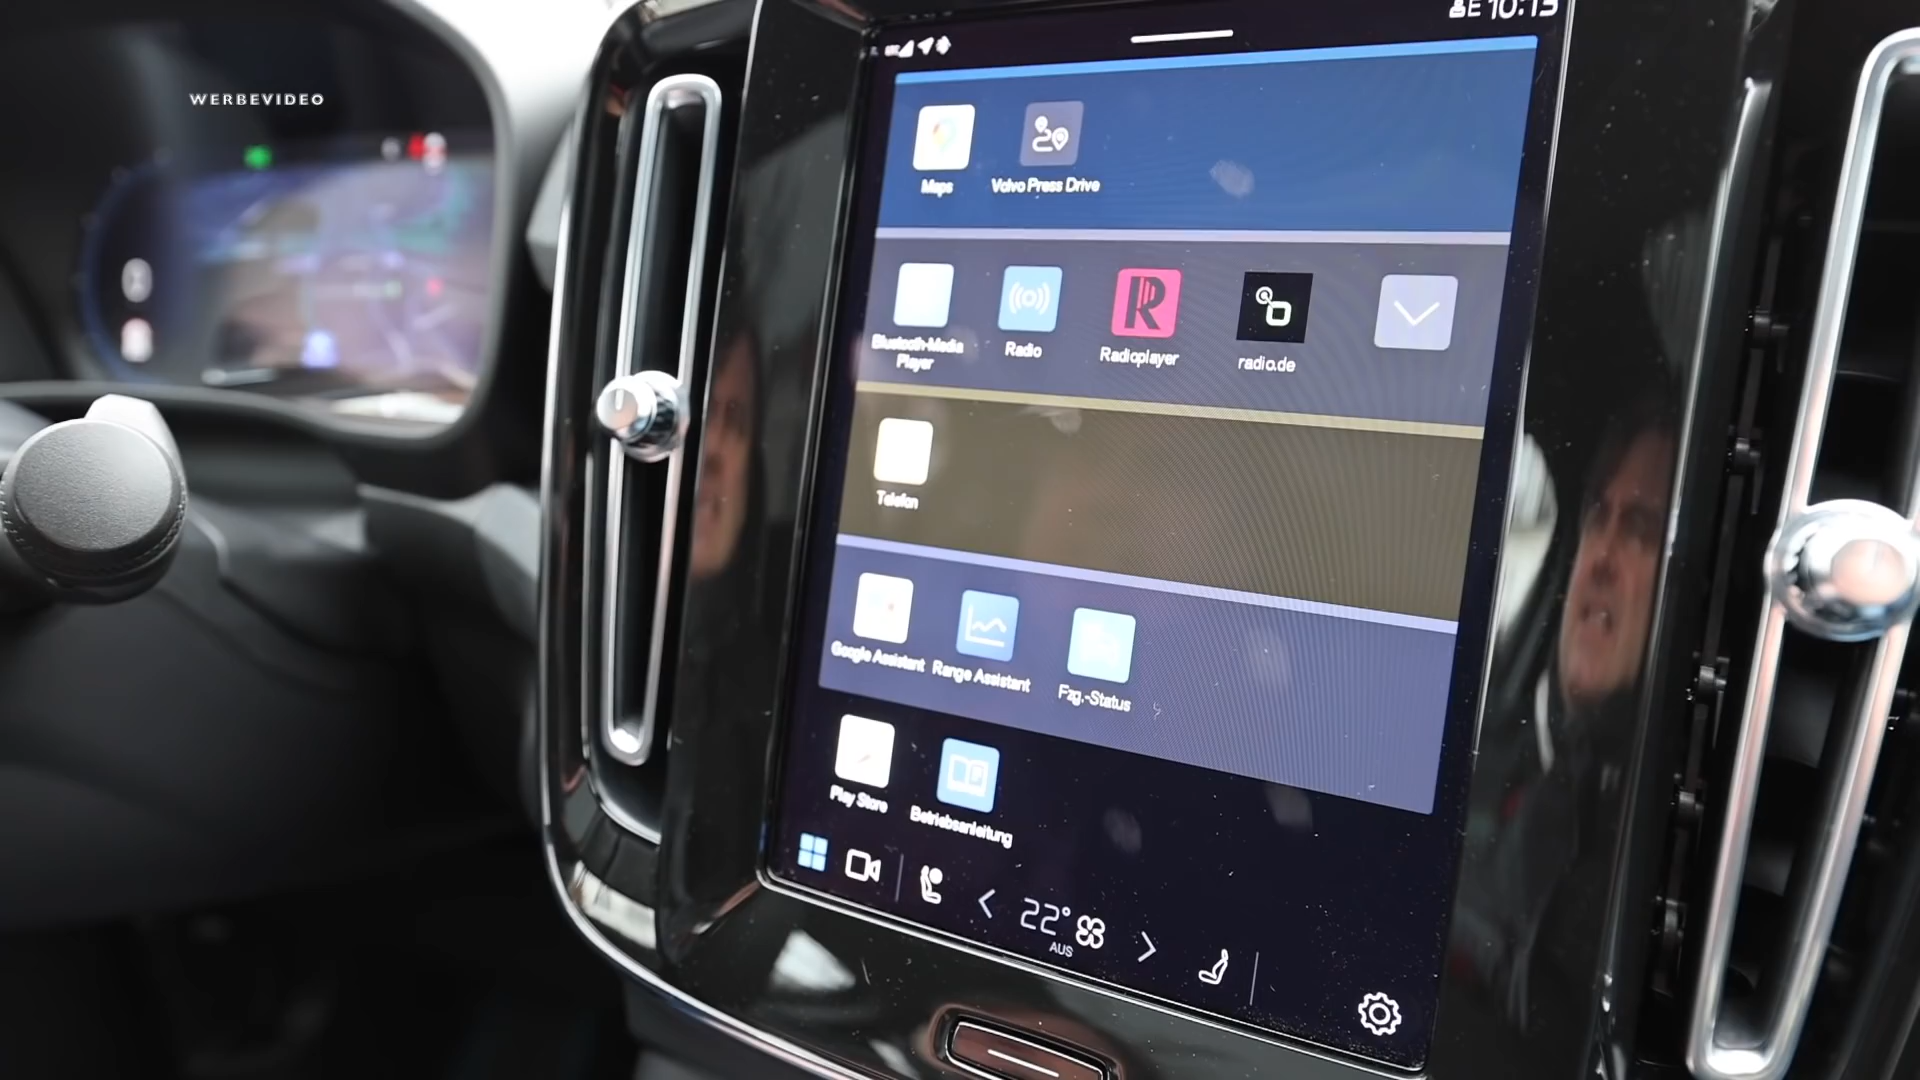 WERBEVIDEO
E 10:15
Maps
Volvo Press Drive
Bluetooth-Media
Player
Radio
Radioplayer
radio.de
Telefon
Google Assistant
Range Assistant
Fzg.-Status
Play Store
Betriebsanleitung
22°
AUS